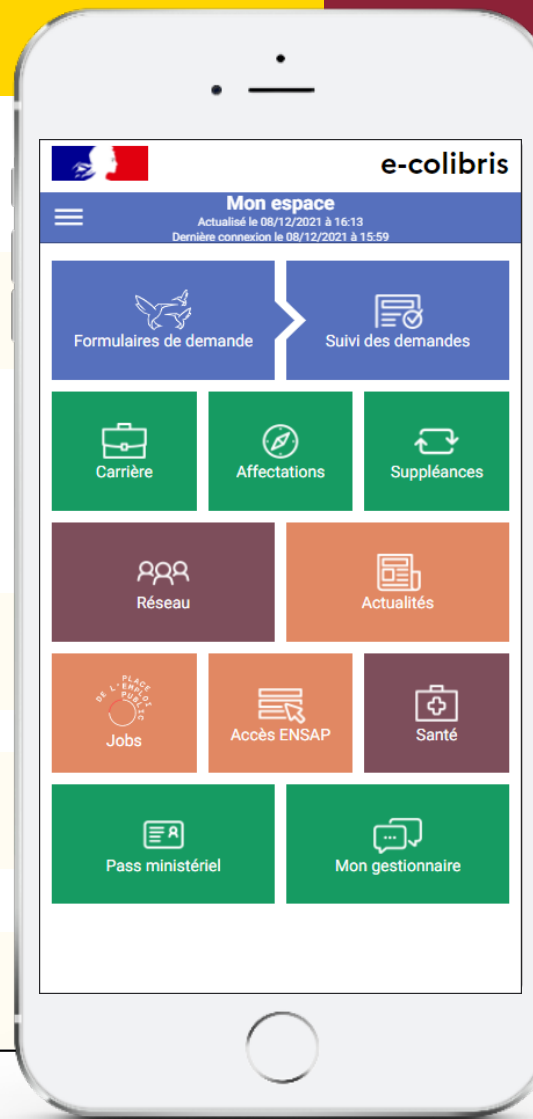 e-colibris
Mon espace
Actualisé le 08/12/2021 à 16:13
Dernière connexion le 08/12/2021 à 15:59
Formulaires de demande
Suivi des demandes
Carrière
Affectations
Suppléances
Réseau
Actualités
PLACE
DE L'EMPLOI
PUBLIC
Jobs
Accès ENSAP
Santé
Pass ministériel
Mon gestionnaire